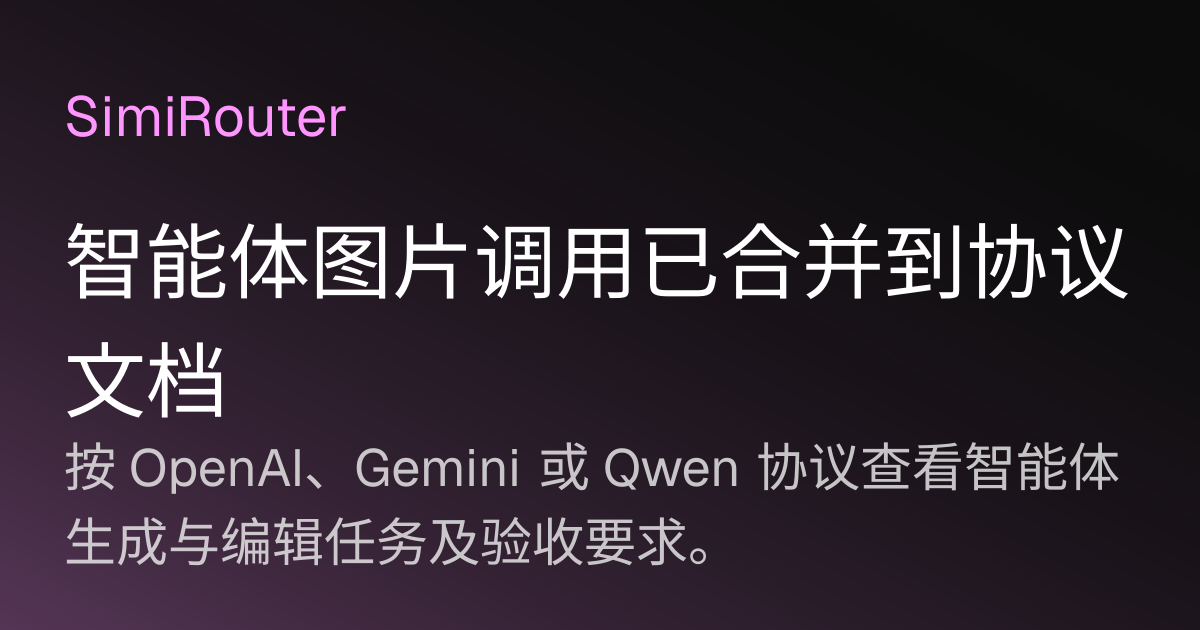 SimiRouter
智能体图片调用已合并到协议
文档
按 OpenAI、Gemini 或 Qwen 协议查看智能体
生成与编辑任务及验收要求。